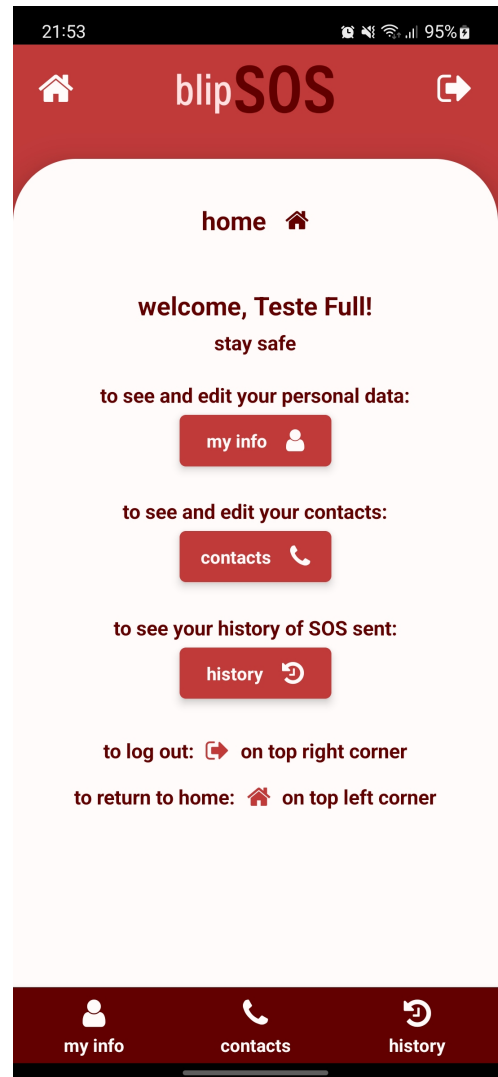 21:53 95%
blipSOS
home
welcome, Teste Full!
stay safe
to see and edit your personal data:
my info
to see and edit your contacts:
contacts
to see your history of SOS sent:
history
to log out: on top right corner
to return to home: on top left corner
my info contacts history